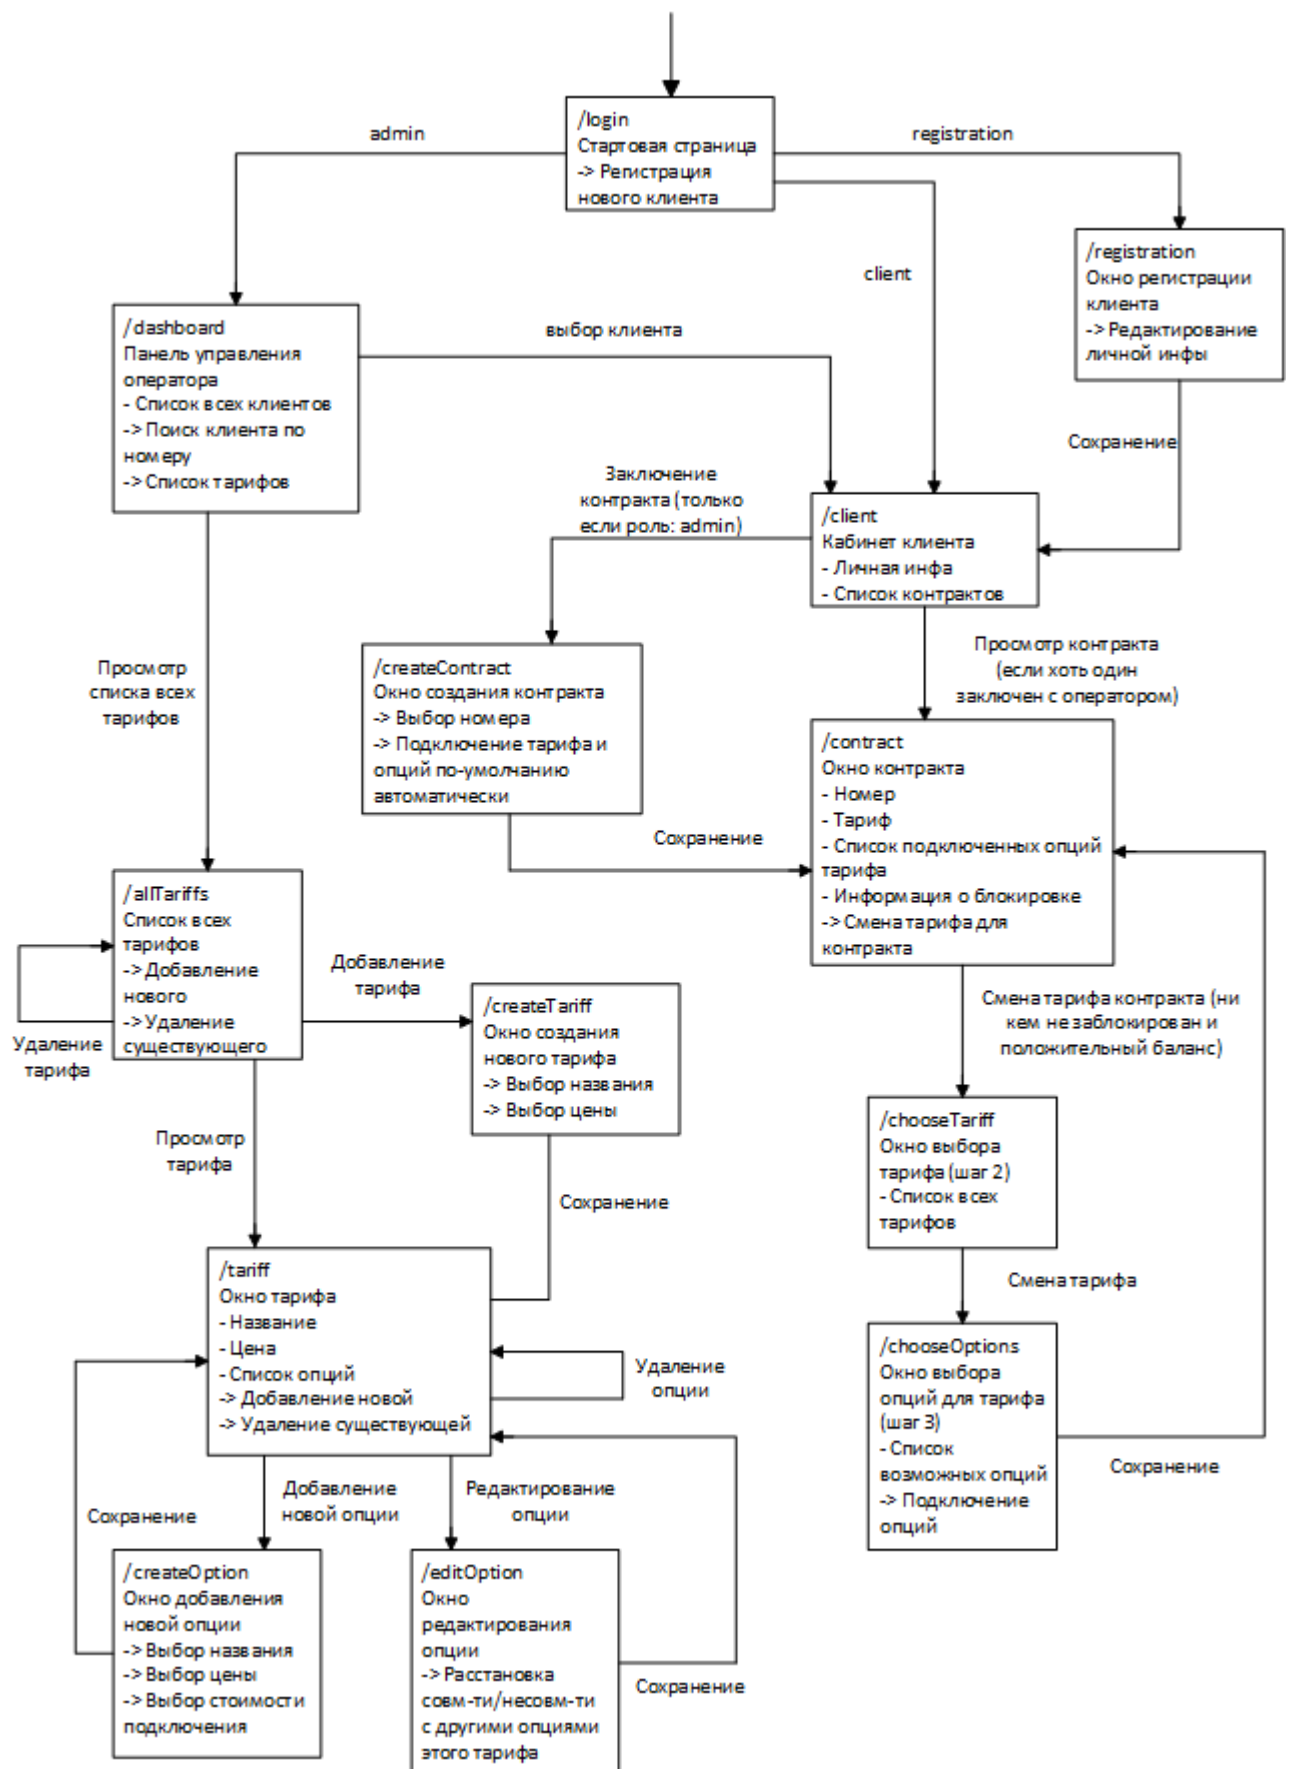 /login
Стартовая страница
-> Регистрация
нового клиента
admin
registration
client
/registration
Окно регистрации
клиента
-> Редактирование
личной инфы
/dashboard
Панель управления
оператора
- Список всех клиентов
-> Поиск клиента по
номеру
-> Список тарифов
выбор клиента
Сохранение
Заключение
контракта (только
если роль: admin)
/client
Кабинет клиента
- Личная инфа
- Список контрактов
Просмотр
списка всех
тарифов
/createContract
Окно создания контракта
-> Выбор номера
-> Подключение тарифа и
опций по-умолчанию
автоматически
Просмотр контракта
(если хоть один
заключен с оператором)
/contract
Окно контракта
- Номер
- Тариф
- Список подключенных опций
тарифа
- Информация о блокировке
-> Смена тарифа для
контракта
Сохранение
/allTariffs
Список всех
тарифов
-> Добавление
нового
-> Удаление
существующего
Удаление
тарифа
Добавление
тарифа
/createTariff
Окно создания
нового тарифа
-> Выбор названия
-> Выбор цены
Смена тарифа контракта (ни
кем не заблокирован и
положительный баланс)
Просмотр
тарифа
Сохранение
/chooseTariff
Окно выбора
тарифа (шаг 2)
- Список всех
тарифов
Смена тарифа
/tariff
Окно тарифа
- Название
- Цена
- Список опций
-> Добавление новой
-> Удаление существующей
Удаление
опции
/chooseOptions
Окно выбора
опций для тарифа
(шаг 3)
- Список
возможных опций
-> Подключение
опций
Сохранение
Сохранение
Добавление
новой опции
Редактирование
опции
/createOption
Окно добавления
новой опции
-> Выбор названия
-> Выбор цены
-> Выбор стоимости
подключения
/editOption
Окно
редактирования
опции
-> Расстановка
совм-ти/несовм-ти
с другими опциями
этого тарифа
Сохранение